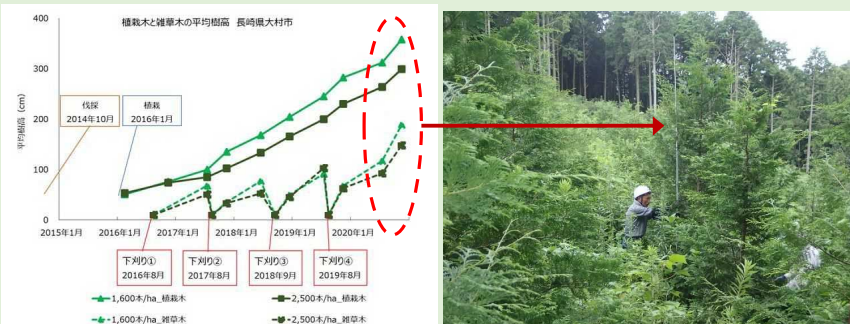 植栽木と雑草木の平均樹高 長崎県大村市
400
300
200
100
0
平均樹高（cm）
伐採
2014年10月
植栽
2016年1月
2015年1月 2016年1月 2017年1月 2018年1月 2019年1月 2020年1月
下刈り①
2016年8月
下刈り②
2017年8月
下刈り③
2018年9月
下刈り④
2019年8月
1,600本/ha_植栽木 2,500本/ha_植栽木
1,600本/ha_雑草木 2,500本/ha_雑草木